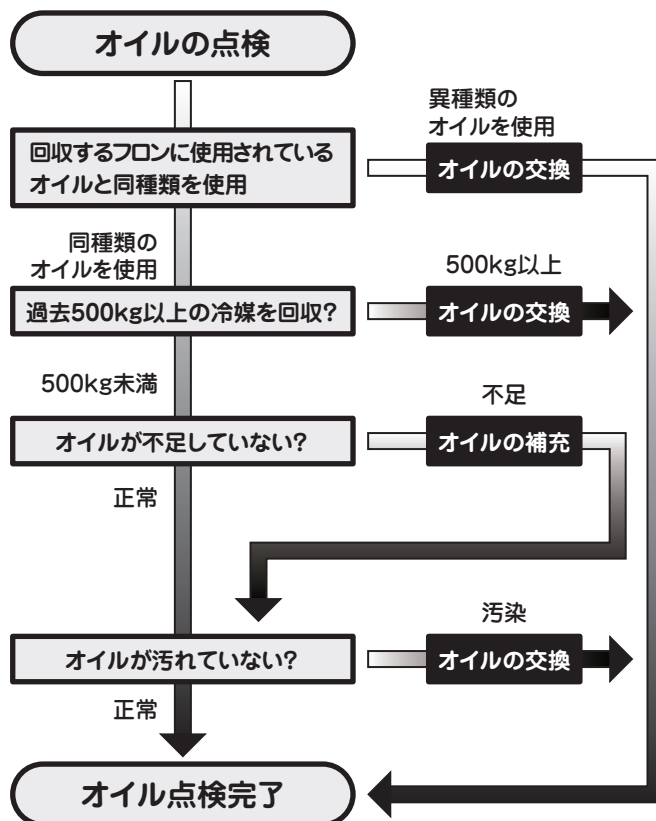 オイルの点検
異種類の
オイルを使用
回収するフロンに使用されている
オイルと同種類を使用
オイルの交換
同種類の
オイルを使用
500kg以上
過去500kg以上の冷媒を回収?
オイルの交換
500kg未満
不足
オイルが不足していない?
オイルの補充
正常
汚染
オイルが汚れていない?
オイルの交換
正常
オイル点検完了